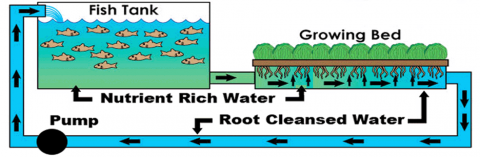 Fish Tank
Growing Bed
Nutrient Rich Water
Pump
Root Cleansed Water